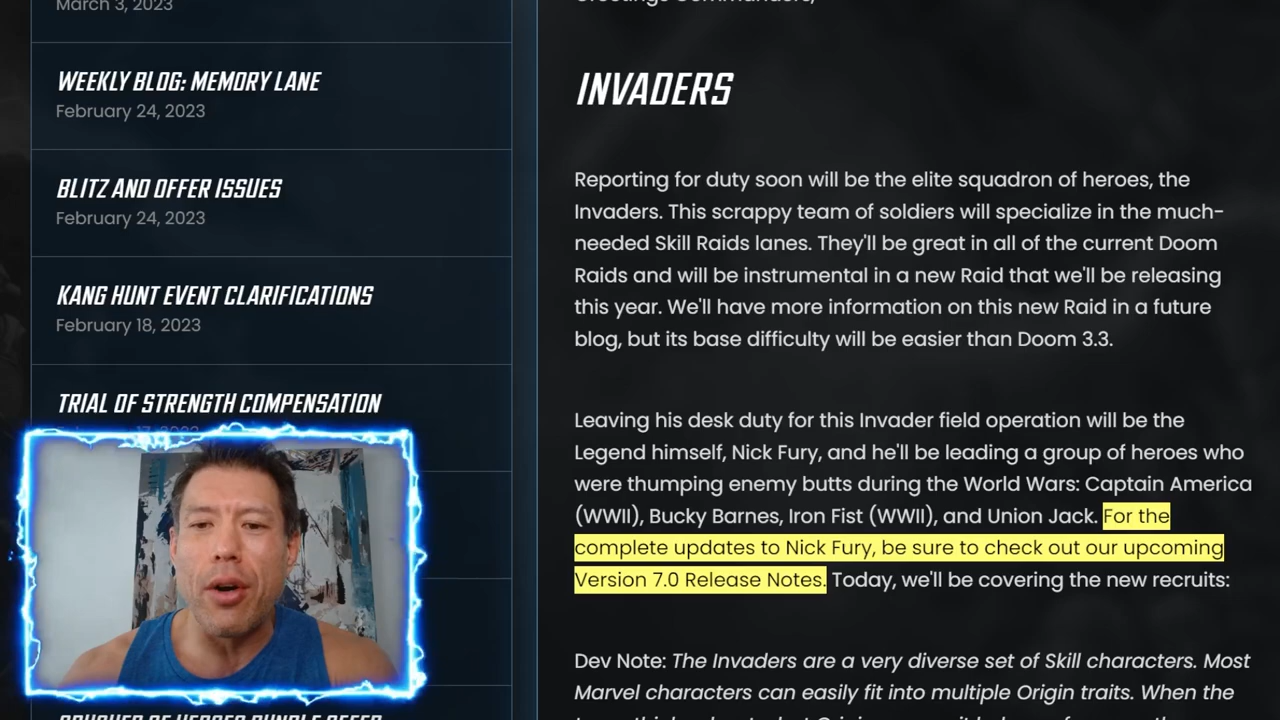 March 3, 2023
WEEKLY BLOG: MEMORY LANE
February 24, 2023
BLITZ AND OFFER ISSUES
February 24, 2023
KANG HUNT EVENT CLARIFICATIONS
February 18, 2023
TRIAL OF STRENGTH COMPENSATION
Greetings Commanders,
INVADERS
Reporting for duty soon will be the elite squadron of heroes, the
Invaders. This scrappy team of soldiers will specialize in the much-
needed Skill Raids lanes. They'll be great in all of the current Doom
Raids and will be instrumental in a new Raid that we'll be releasing
this year. We'll have more information on this new Raid in a future
blog, but its base difficulty will be easier than Doom 3.3.
Leaving his desk duty for this Invader field operation will be the
Legend himself, Nick Fury, and he'll be leading a group of heroes who
were thumping enemy butts during the World Wars: Captain America
(WWII), Bucky Barnes, Iron Fist (WWII), and Union Jack. For the
complete updates to Nick Fury, be sure to check out our upcoming
Version 7.0 Release Notes. Today, we'll be covering the new recruits:
Dev Note: The Invaders are a very diverse set of Skill characters. Most
Marvel characters can easily fit into multiple Origin traits. When the